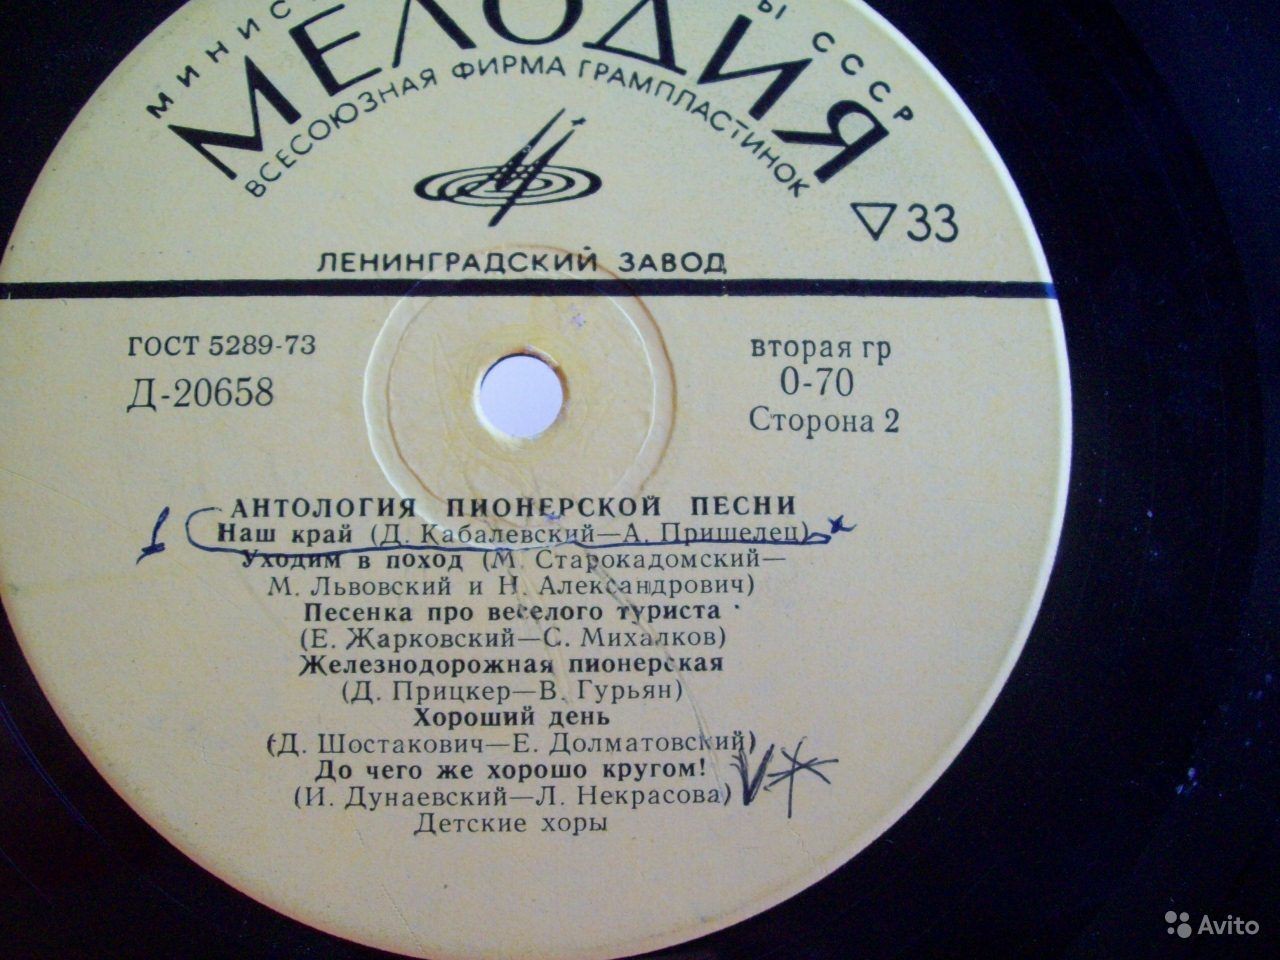 МЕЛОДИЯ
ВСЕСОЮЗНАЯ ФИРМА ГРАМПЛАСТИНОК
СССР
33
ЛЕНИНГРАДСКИЙ ЗАВОД
ГОСТ 5289-73
Д-20658
вторая гр
0-70
Сторона 2
АНТОЛОГИЯ ПИОНЕРСКОЙ ПЕСНИ
1
Наш край (Д. Кабалевский—А. Пришелец)
Уходим в поход (М. Старокадомский—
М. Львовский и Н. Александрович)
Песенка про веселого туриста
(Е. Жарковский—С. Михалков)
Железнодорожная пионерская
(Д. Прицкер—В. Гурьян)
Хороший день
(Д. Шостакович—Е. Долматовский)
До чего же хорошо кругом!
(И. Дунаевский—Л. Некрасова)
Детские хоры
Avito